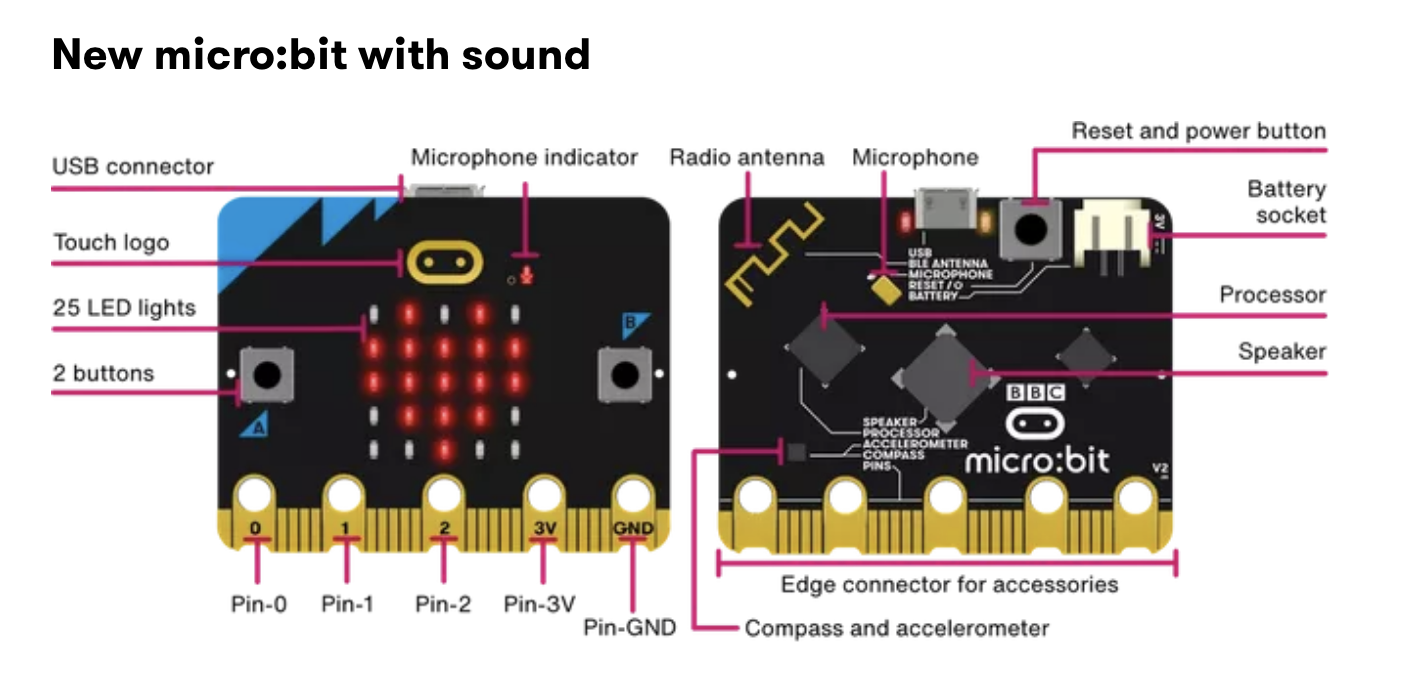 New micro:bit with sound
USB connector
Touch logo
25 LED lights
2 buttons
Microphone indicator
A
B
0
1
2
3V
GND
Pin-0
Pin-1
Pin-2
Pin-3V
Pin-GND
Radio antenna
Microphone
Reset and power button
Battery
socket
Processor
Speaker
3V
USB
BLE ANTENNA
MICROPHONE
RESET/
BATTERY
SPEAKER
PROCESSOR
ACCELEROMETER
COMPASS
PINS
BBC
micro:bit
V2
Edge connector for accessories
Compass and accelerometer